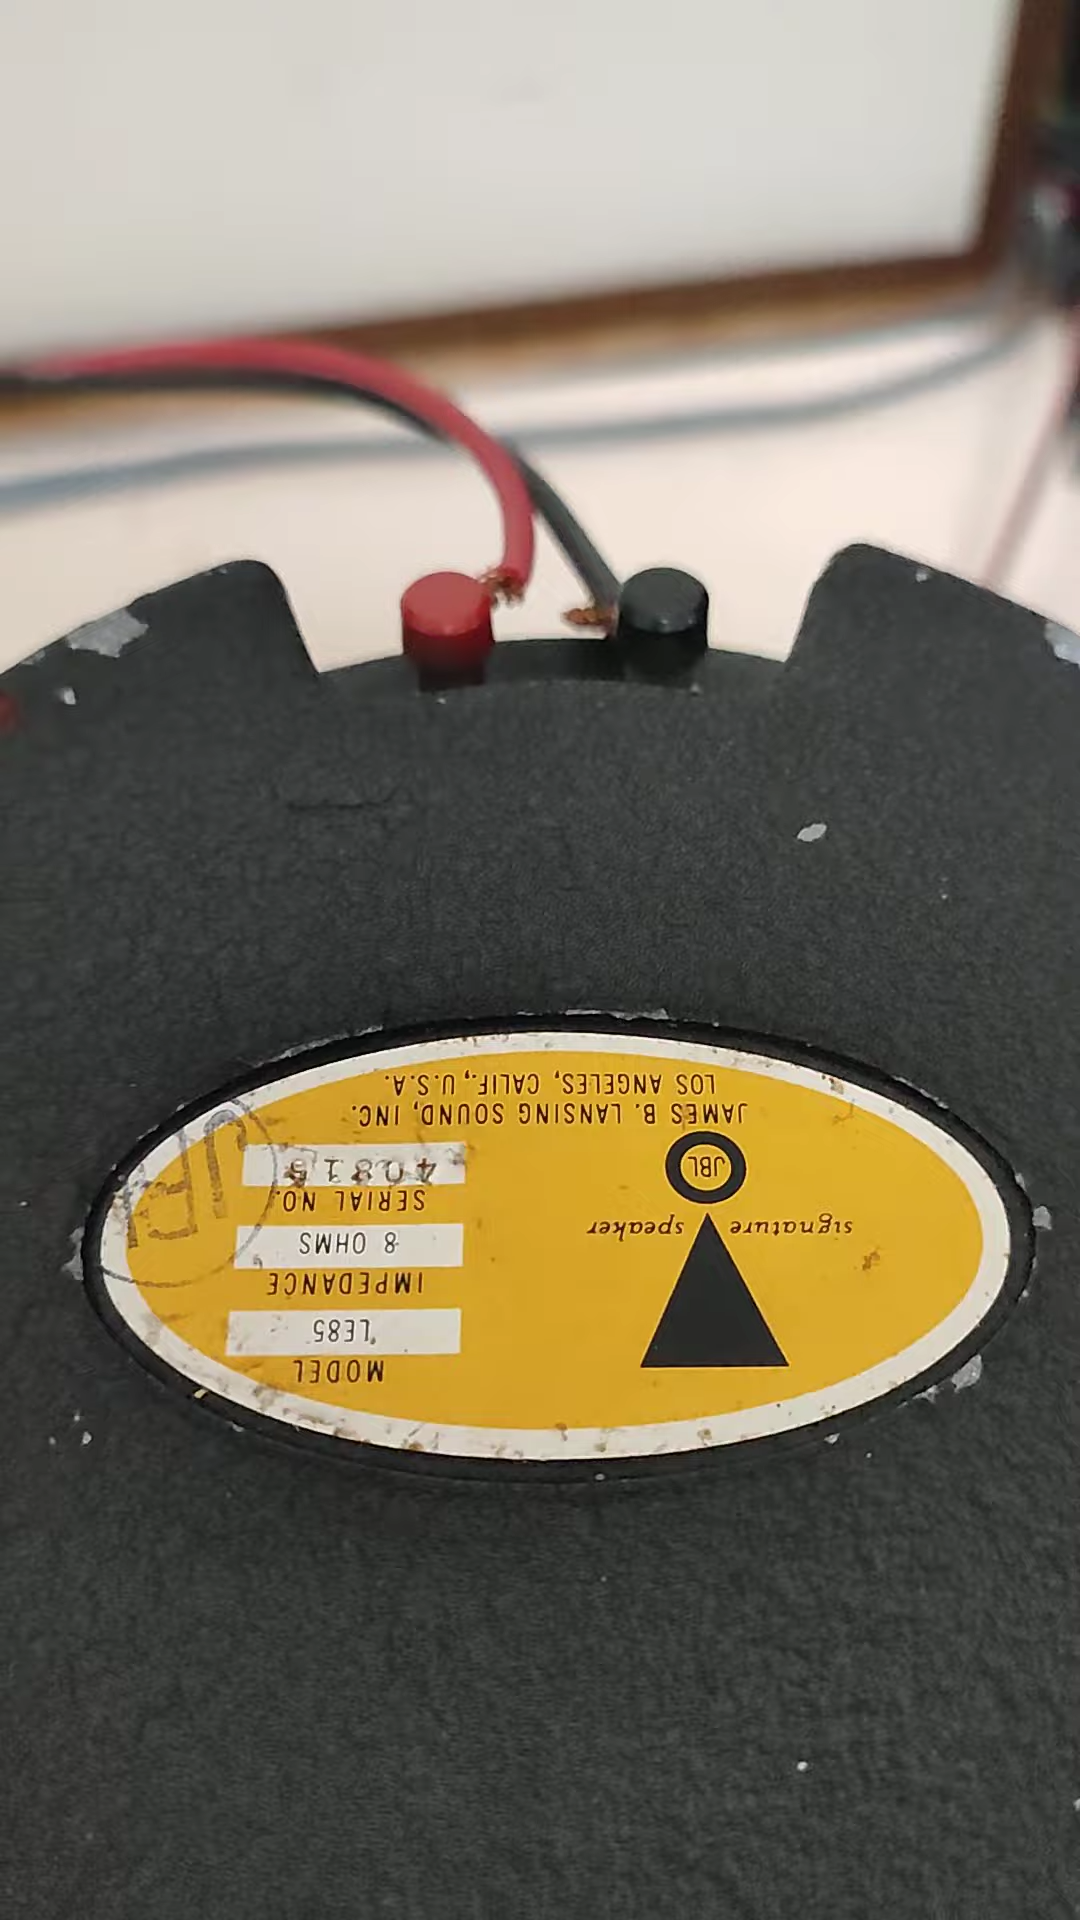 MODEL
LE85
IMPEDANCE
8 OHMS
SERIAL NO.
40815
signature speaker
JBL
JAMES B. LANSING SOUND, INC.
LOS ANGELES, CALIF., U.S.A.